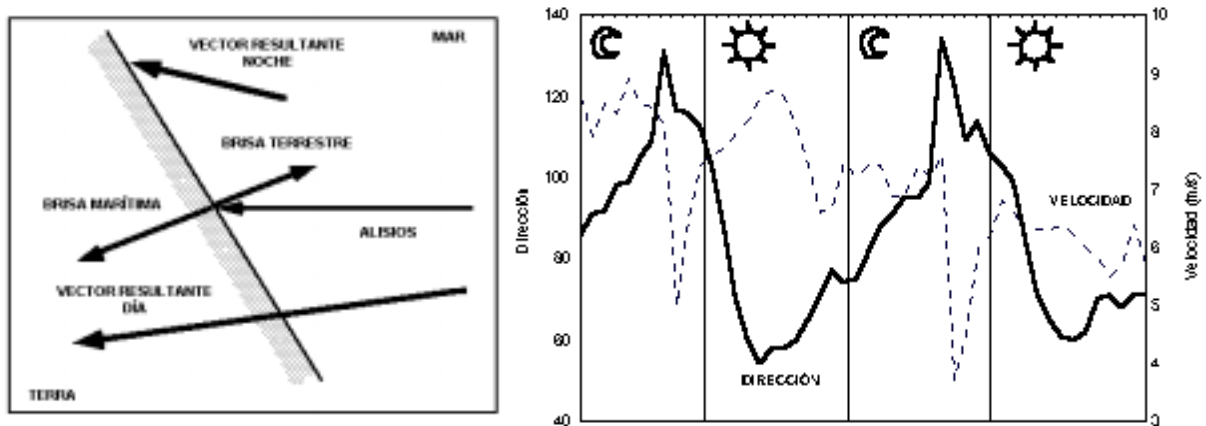 MAR
VECTOR RESULTANTE
NOCHE
BRISA TERRESTRE
BRISA MARÍTIMA
ALISIOS
VECTOR RESULTANTE
DÍA
TERRA
140
120
100
80
60
40
Dirección
VELOCIDAD
DIRECCIÓN
10
9
8
7
6
5
4
3
Velocidad (m/s)